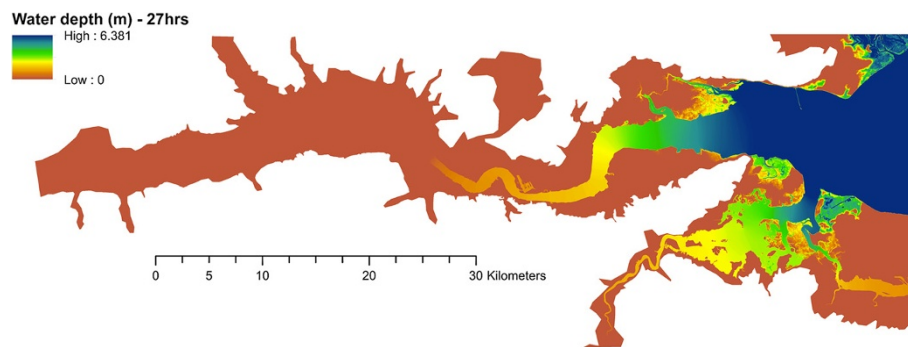 Water depth (m) - 27hrs
High : 6.381
Low : 0
0 5 10 20 30 Kilometers